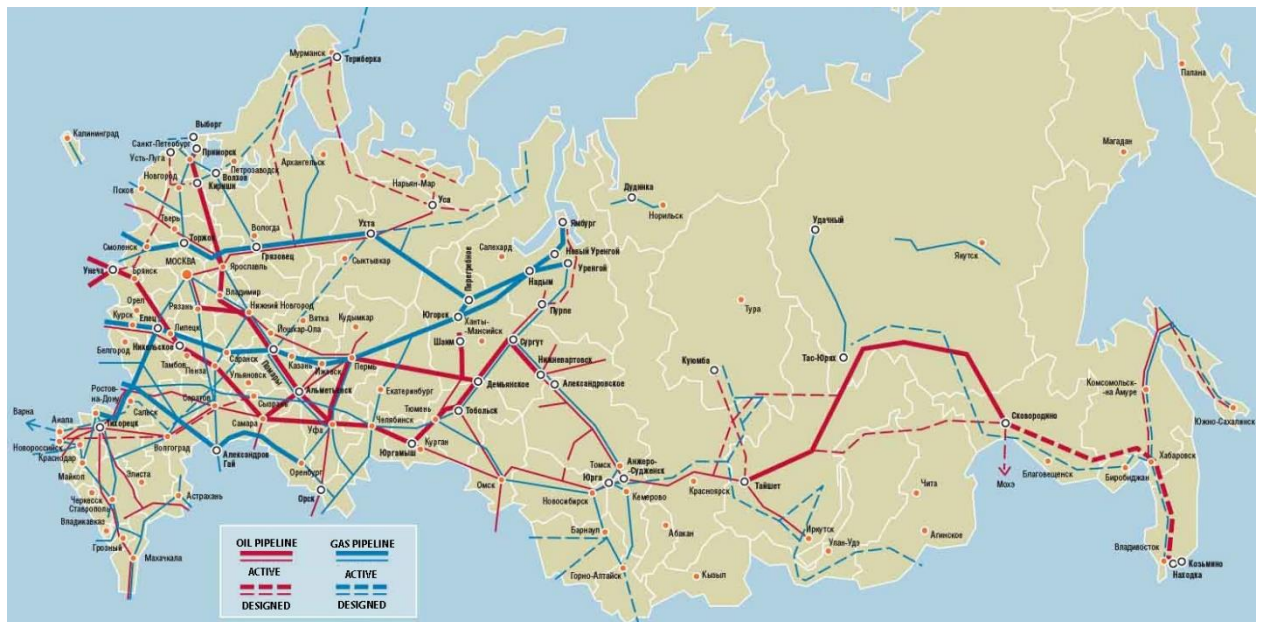 Мурманск
Териберка
Палана
Калининград
Выборг
Санкт-Петербург
Приморск
Усть-Луга
Волхов
Петрозаводск
Архангельск
Магадан
Новгород
Кириши
Псков
Нарьян-Мар
Уса
Дудинка
Норильск
Тверь
Торжок
Вологда
Ухта
Ямбург
Удачный
Смоленск
Грязовец
Салехард
Новый Уренгой
Якутск
МОСКВА
Ярославль
Сыктывкар
Перегребное
Уренгой
Унеча
Брянск
Надым
Владимир
Орел
Рязань
Нижний Новгород
Югорск
Пурпе
Тура
Курск
Елец
Липецк
Вятка
Кудымкар
Ханты-
-Мансийск
Йошкар-Ола
Шаим
Сургут
Белгород
Никольское
Саранск
Казань
Нижневартовск
Тас-Юрях
Тамбов
Пенза
Помары
Ижевск
Пермь
Куюмба
Ульяновск
Демьянское
Александровское
Комсомольск-
-на Амуре
Ростов-
на-Дону
Альметьевск
Екатеринбург
Сальск
Саратов
Сызрань
Тюмень
Тобольск
Сковородино
Южно-Сахалинск
Варна
Анапа
Тихорецк
Самара
Уфа
Челябинск
Новороссийск
Волгоград
Александров
Гай
Курган
Юргамыш
Хабаровск
Краснодар
Оренбург
Томск
Анжеро-
-Судженск
Мохэ
Благовещенск
Биробиджан
Майкоп
Элиста
Орск
Омск
Юрга
Кемерово
Красноярск
Тайшет
Чита
Черкесск
Ставрополь
Астрахань
Новосибирск
Владикавказ
Барнаул
Абакан
Иркутск
Улан-Удэ
Агинское
Грозный
Махачкала
Владивосток
Козьмино
Находка
Горно-Алтайск
Кызыл
OIL PIPELINE
GAS PIPELINE
ACTIVE
ACTIVE
DESIGNED
DESIGNED